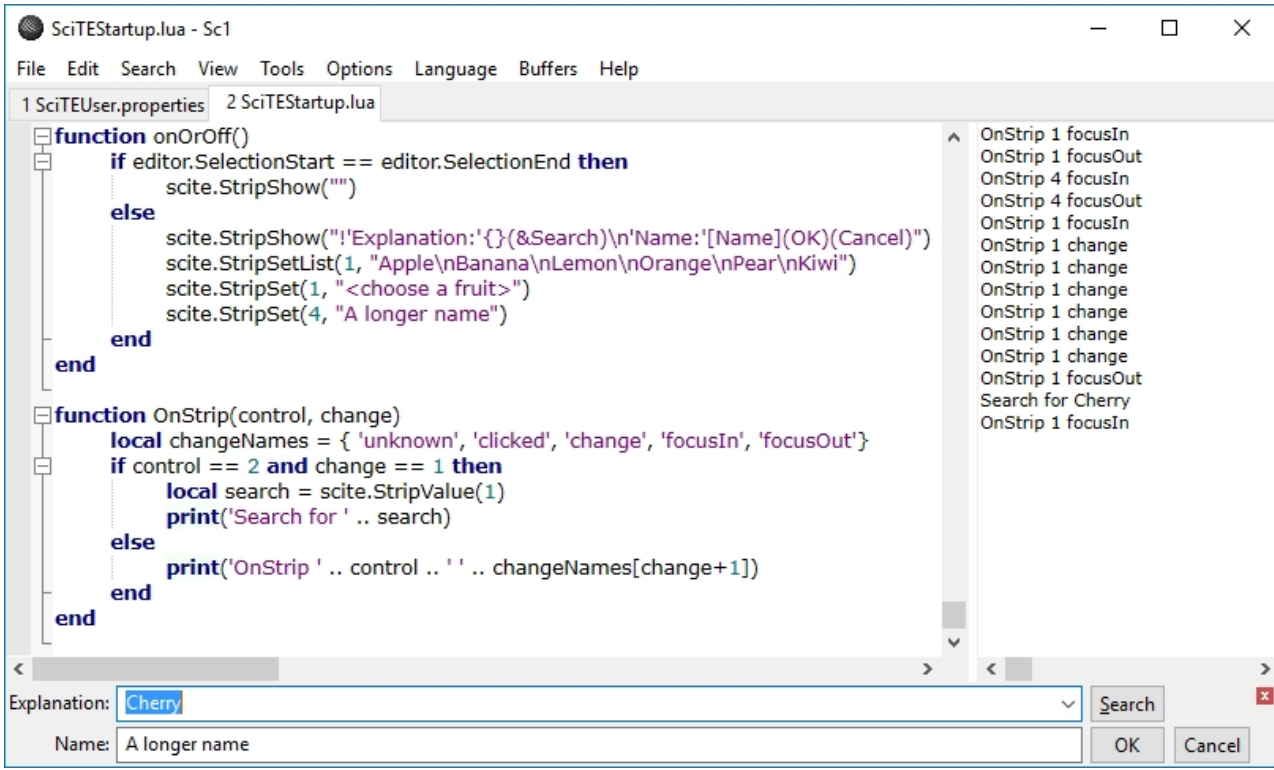 SciTEStartup.lua - Sc1
File Edit Search View Tools Options Language Buffers Help
1 SciTEUser.properties 2 SciTEStartup.lua
function onOrOff()
if editor.SelectionStart == editor.SelectionEnd then
scite.StripShow("")
else
scite.StripShow("!'Explanation:'{}(&Search)\n'Name:'[Name](OK)(Cancel)")
scite.StripSetList(1, "Apple\nBanana\nLemon\nOrange\nPear\nKiwi")
scite.StripSet(1, "<choose a fruit>")
scite.StripSet(4, "A longer name")
end
end
function OnStrip(control, change)
local changeNames = { 'unknown', 'clicked', 'change', 'focusIn', 'focusOut'}
if control == 2 and change == 1 then
local search = scite.StripValue(1)
print('Search for ' .. search)
else
print('OnStrip ' .. control .. ' ' .. changeNames[change+1])
end
end
OnStrip 1 focusIn
OnStrip 1 focusOut
OnStrip 4 focusIn
OnStrip 4 focusOut
OnStrip 1 focusIn
OnStrip 1 change
OnStrip 1 change
OnStrip 1 change
OnStrip 1 change
OnStrip 1 change
OnStrip 1 change
OnStrip 1 focusOut
Search for Cherry
OnStrip 1 focusIn
Explanation: Cherry Search
Name: A longer name OK Cancel